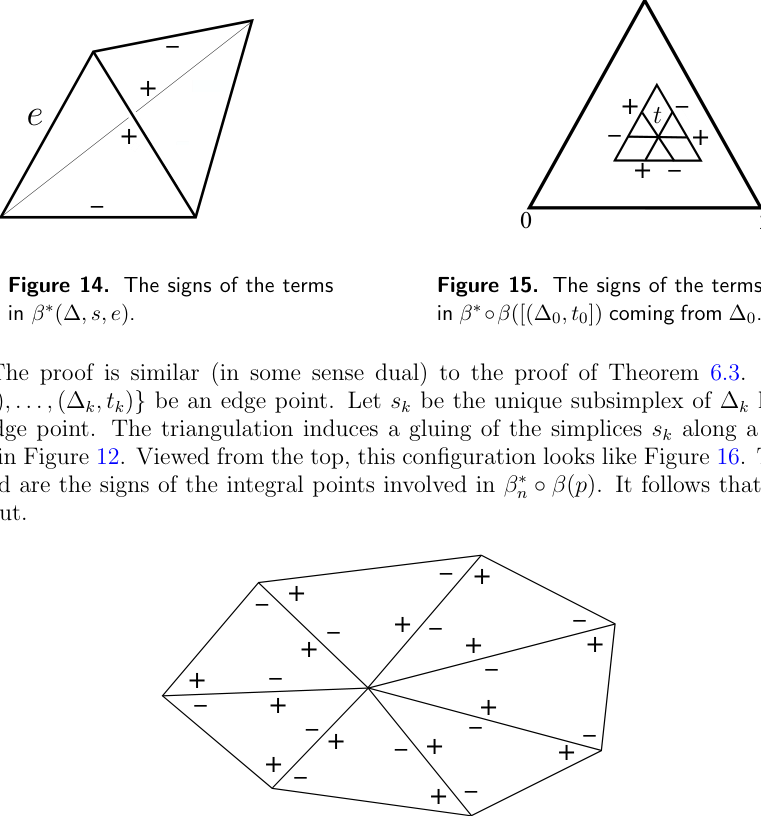 −
+
e
+
−
+
t
−
−
+
+
−
0
Figure 14. The signs of the terms
in β*(Δ, s, e).
Figure 15. The signs of the terms
in β* ∘ β([(Δ₀, t₀]) coming from Δ₀.
The proof is similar (in some sense dual) to the proof of Theorem 6.3.
), . . . , (Δₖ, tₖ)} be an edge point. Let sₖ be the unique subsimplex of Δₖ
edge point. The triangulation induces a gluing of the simplices sₖ along a
in Figure 12. Viewed from the top, this configuration looks like Figure 16.
are the signs of the integral points involved in βₙ* ∘ β(p). It follows that
− +
− + − +
+ − + − − +
+ − + −
− + − +
− + − + − +
+ − + −